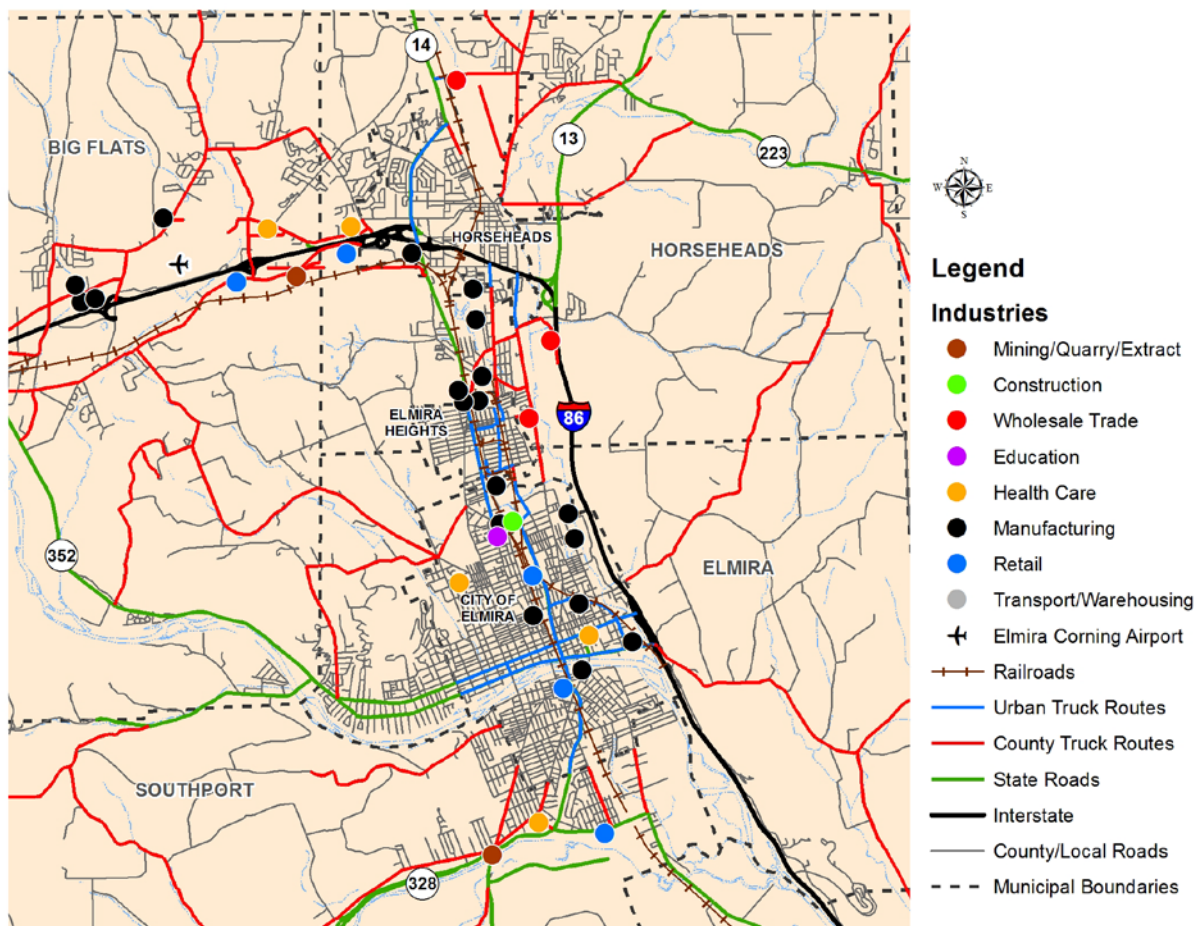 14
13
BIG FLATS
223
N
W E
S
HORSEHEADS
HORSEHEADS
ELMIRA
HEIGHTS
86
352
ELMIRA
CITY OF
ELMIRA
SOUTHPORT
328
Legend
Industries
Mining/Quarry/Extract
Construction
Wholesale Trade
Education
Health Care
Manufacturing
Retail
Transport/Warehousing
Elmira Corning Airport
Railroads
Urban Truck Routes
County Truck Routes
State Roads
Interstate
County/Local Roads
Municipal Boundaries